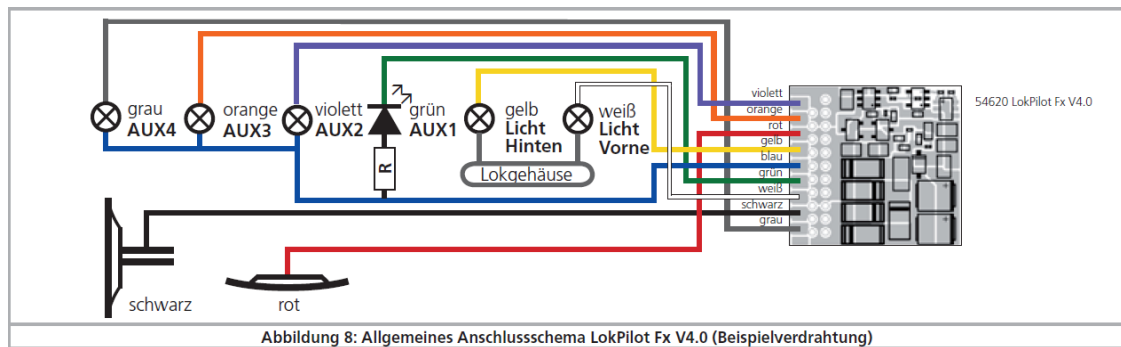 violett
orange
rot
gelb
blau
grün
weiß
schwarz
grau
54620 LokPilot Fx V4.0
grau
AUX4
orange
AUX3
violett
AUX2
grün
AUX1
gelb
Licht
Hinten
weiß
Licht
Vorne
R
Lokgehäuse
schwarz
rot
Abbildung 8: Allgemeines Anschlussschema LokPilot Fx V4.0 (Beispielverdrahtung)